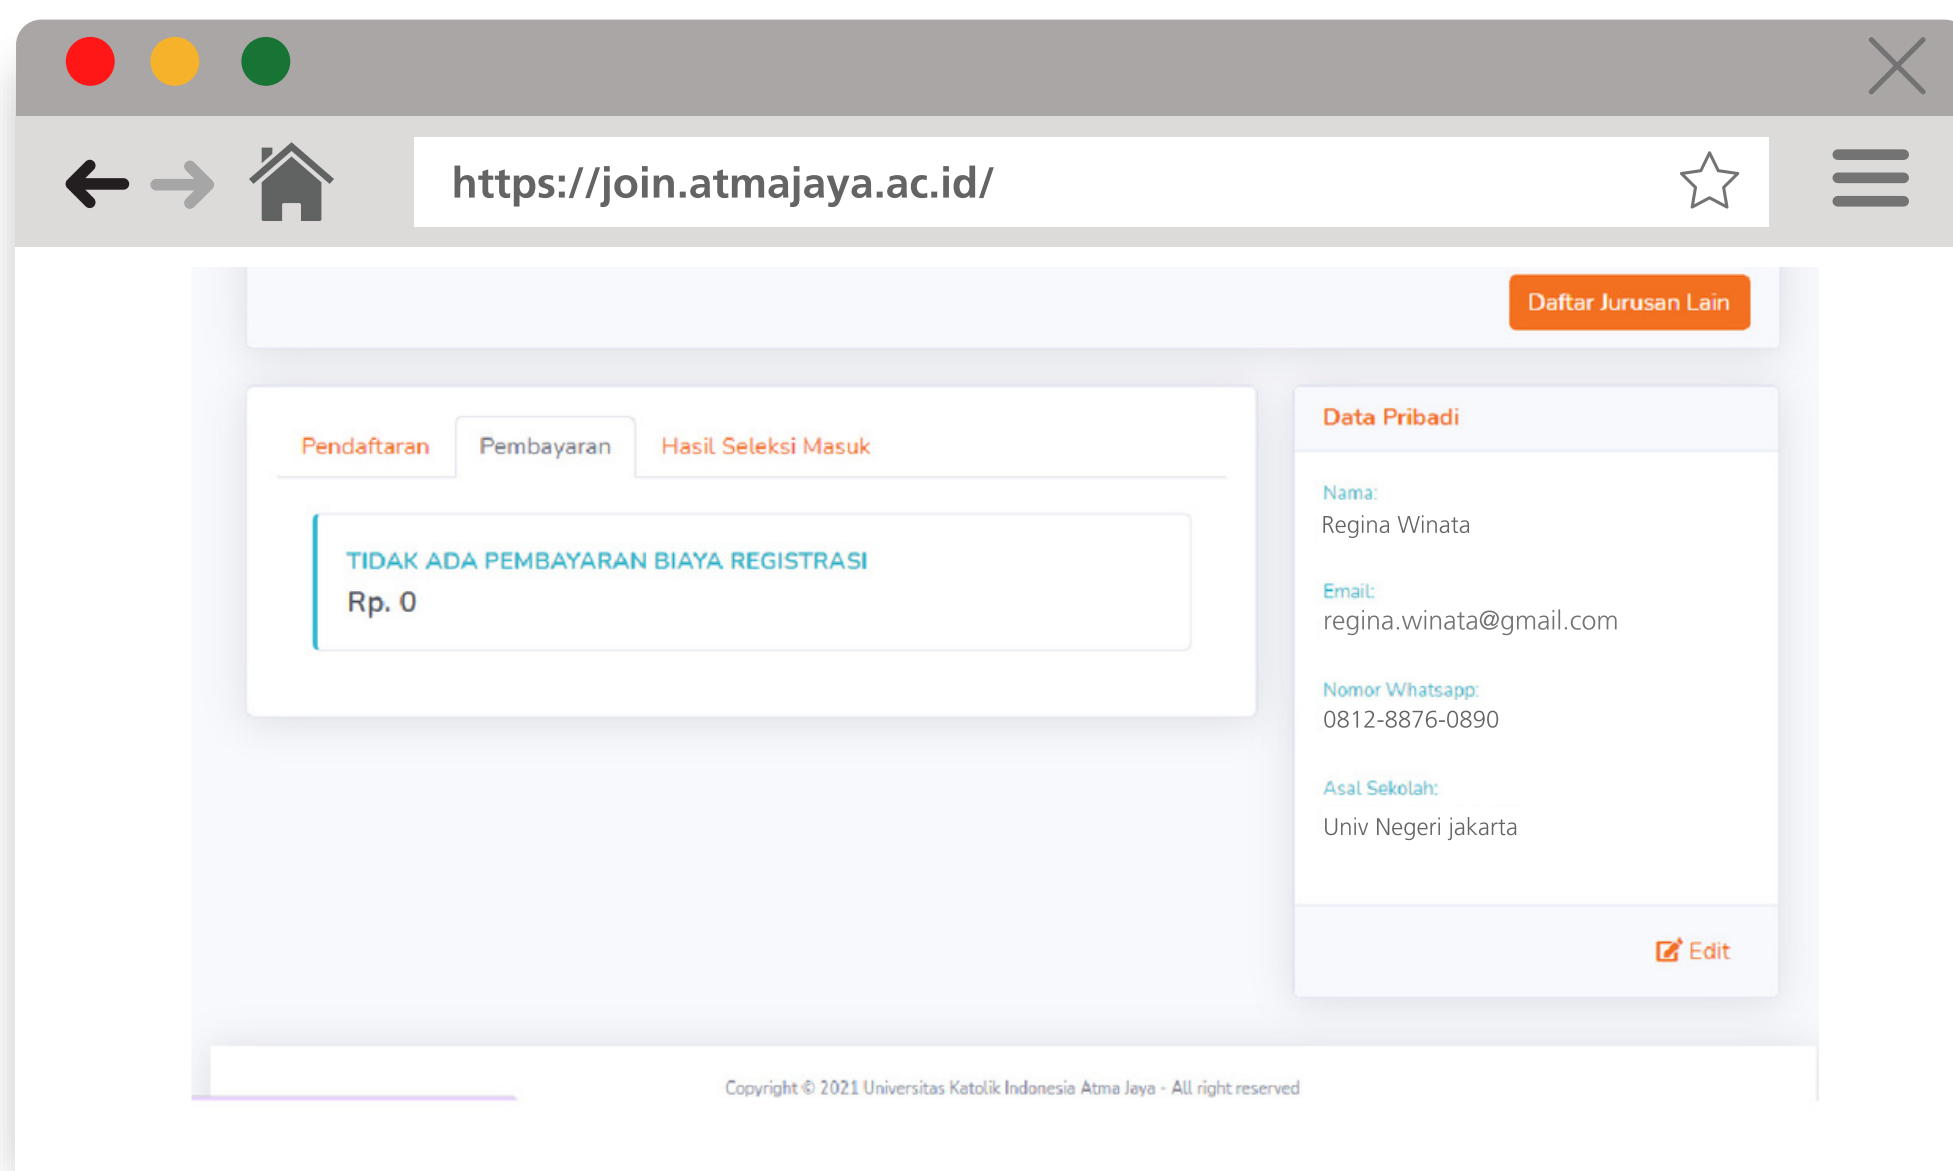 https://join.atmajaya.ac.id/
Daftar Jurusan Lain
Pendaftaran
Pembayaran
Hasil Seleksi Masuk
TIDAK ADA PEMBAYARAN BIAYA REGISTRASI
Rp. 0
Data Pribadi
Nama:
Regina Winata
Email:
regina.winata@gmail.com
Nomor Whatsapp:
0812-8876-0890
Asal Sekolah:
Univ Negeri jakarta
Edit
Copyright © 2021 Universitas Katolik Indonesia Atma Jaya - All right reserved